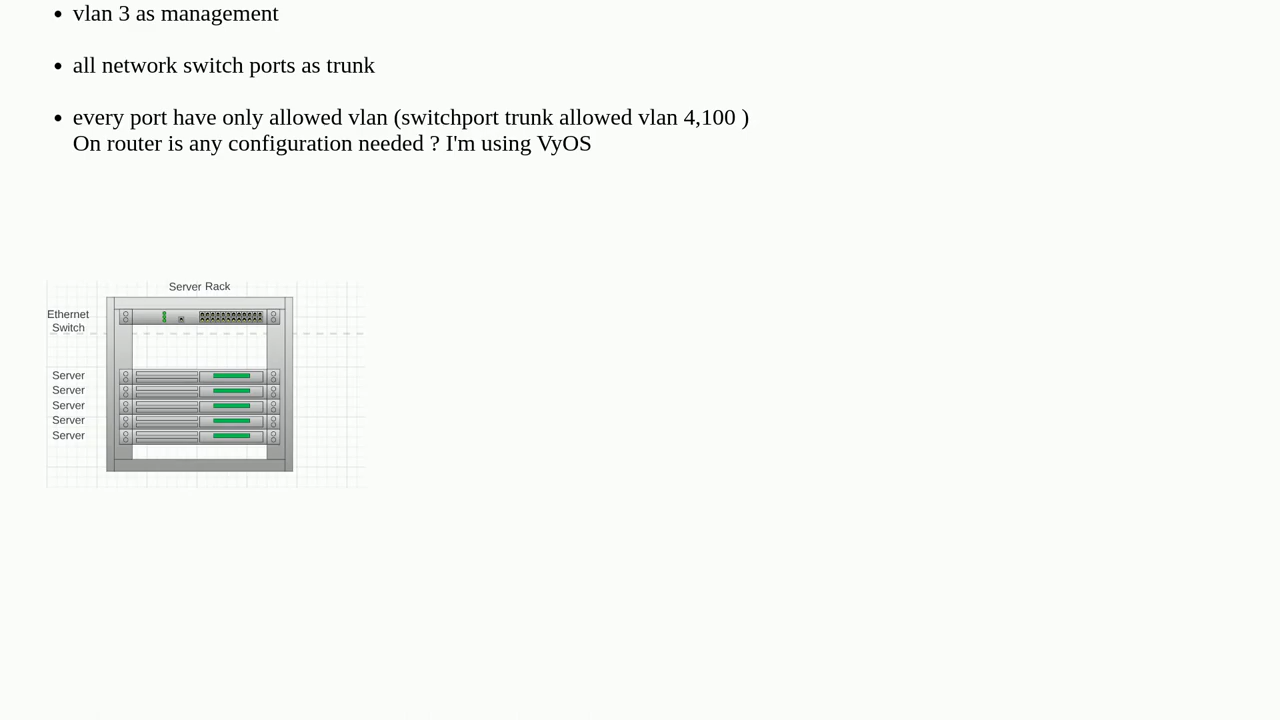 vlan 3 as management
all network switch ports as trunk
every port have only allowed vlan (switchport trunk allowed vlan 4,100 )
On router is any configuration needed ? I'm using VyOS
Server Rack
Ethernet
Switch
Server
Server
Server
Server
Server